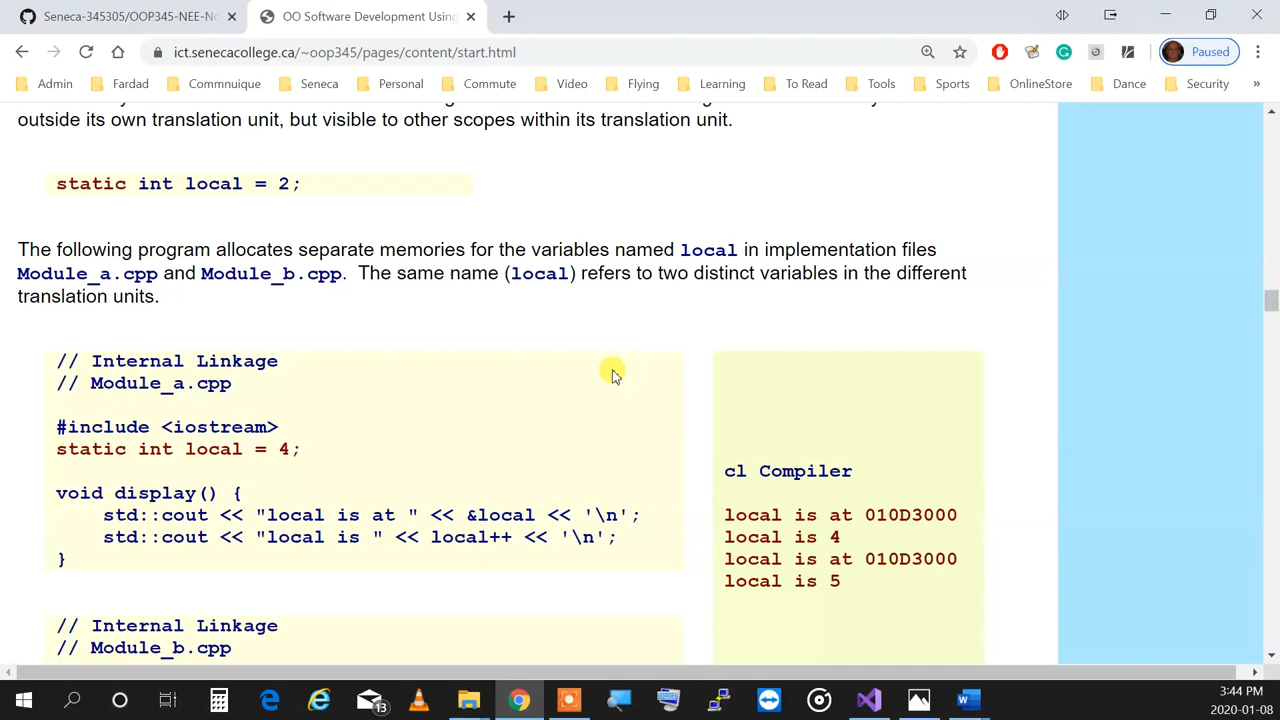 Seneca-345305/OOP345-NEE-No
OO Software Development Using
ict.senecacollege.ca/~oop345/pages/content/start.html
Paused
Admin
Fardad
Commnuique
Seneca
Personal
Commute
Video
Flying
Learning
To Read
Tools
Sports
OnlineStore
Dance
Security
»
outside its own translation unit, but visible to other scopes within its translation unit.
static int local = 2;
The following program allocates separate memories for the variables named local in implementation files
Module_a.cpp and Module_b.cpp. The same name (local) refers to two distinct variables in the different
translation units.
// Internal Linkage
// Module_a.cpp
#include <iostream>
static int local = 4;
void display() {
std::cout << "local is at " << &local << '\n';
std::cout << "local is " << local++ << '\n';
}
cl Compiler
local is at 010D3000
local is 4
local is at 010D3000
local is 5
// Internal Linkage
// Module_b.cpp
13
3:44 PM
2020-01-08